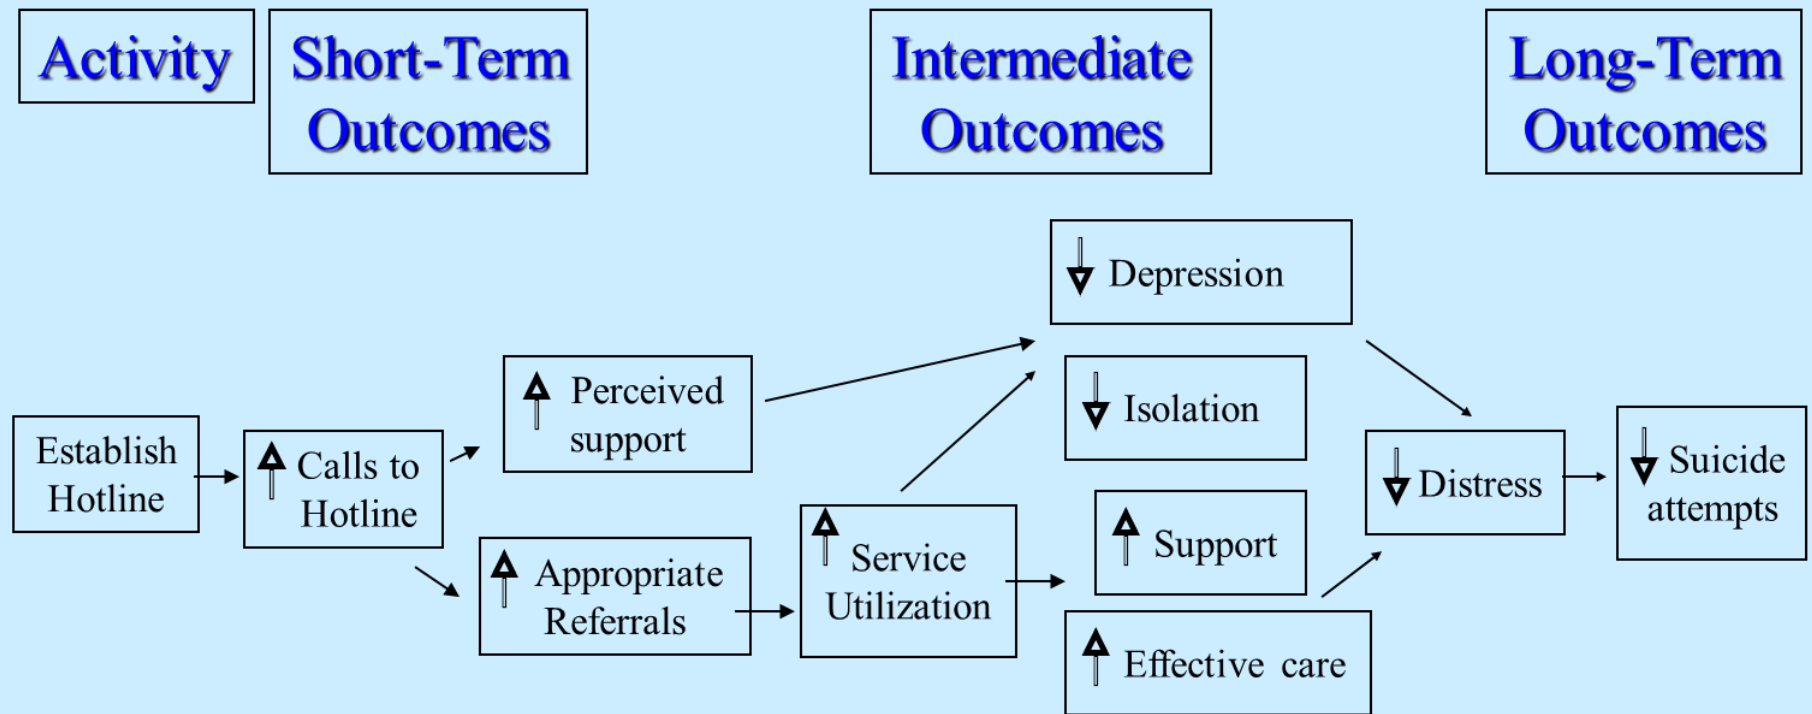 Activity
Short-Term
Outcomes
Intermediate
Outcomes
Long-Term
Outcomes
Establish
Hotline
Calls to
Hotline
Perceived
support
Appropriate
Referrals
Service
Utilization
Depression
Isolation
Support
Effective care
Distress
Suicide
attempts